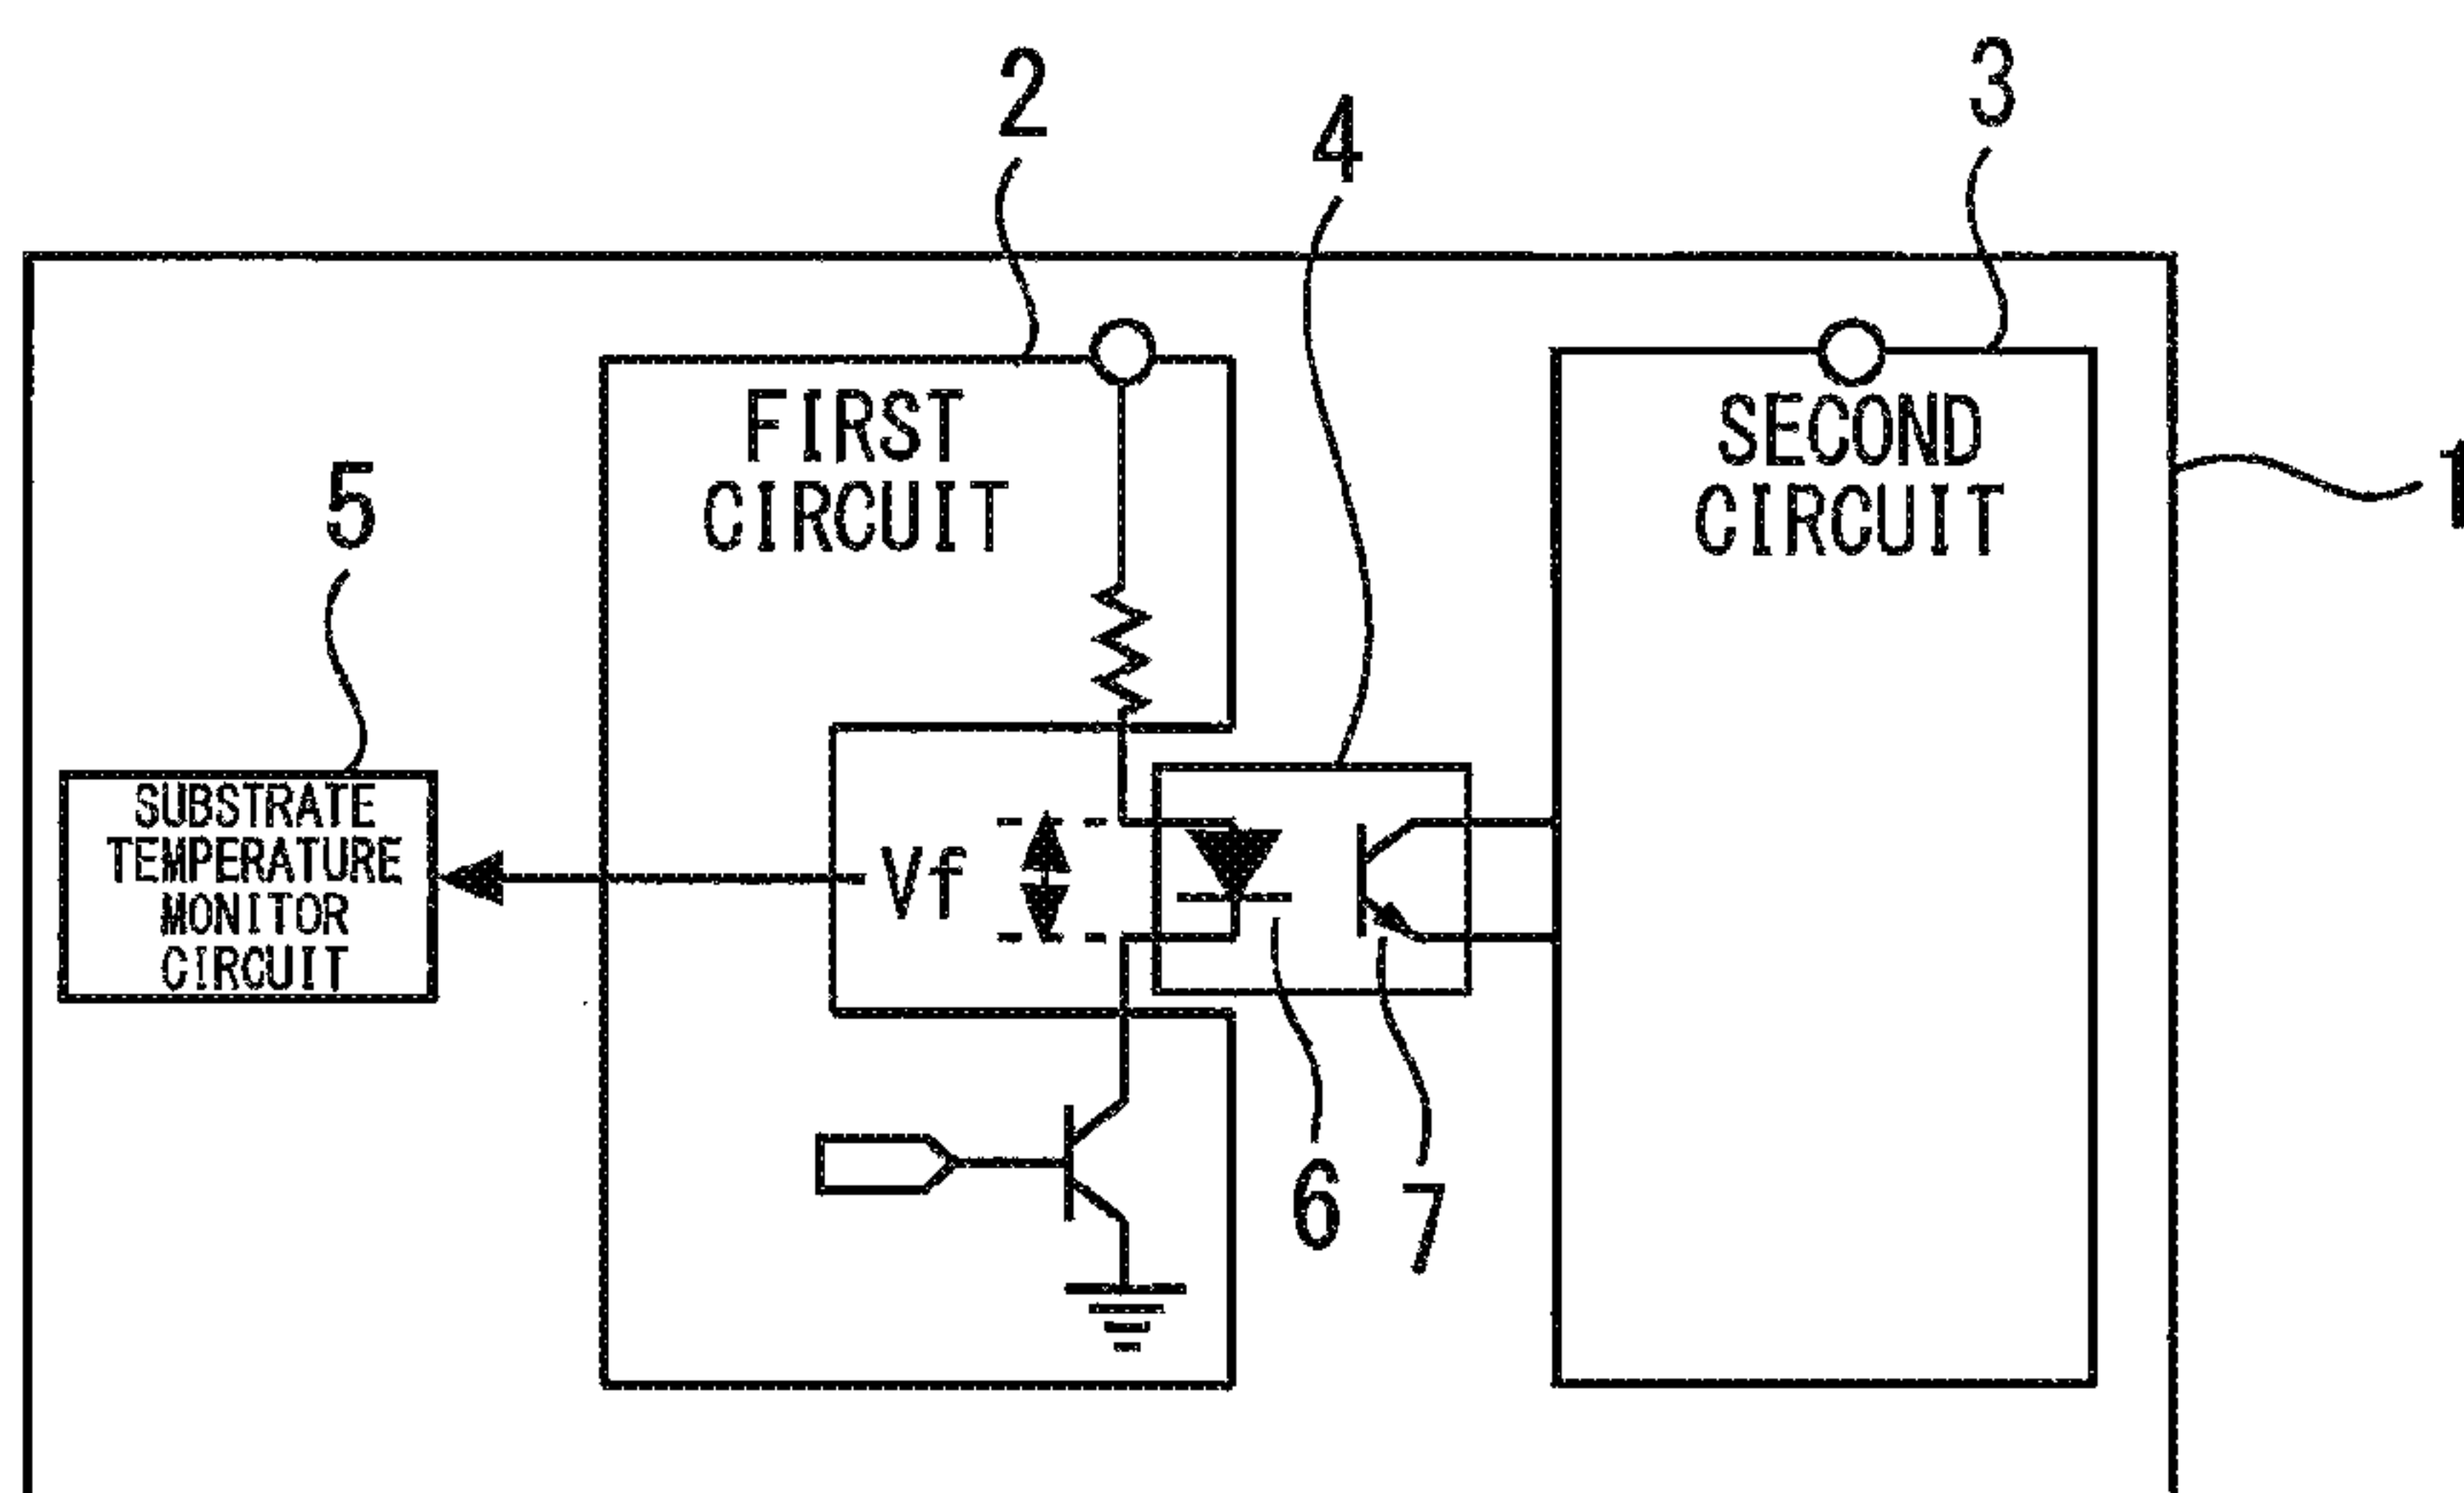 2
3
4
FIRST
CIRCUIT
SECOND
CIRCUIT
1
5
SUBSTRATE
TEMPERATURE
MONITOR
CIRCUIT
Vf
6
7